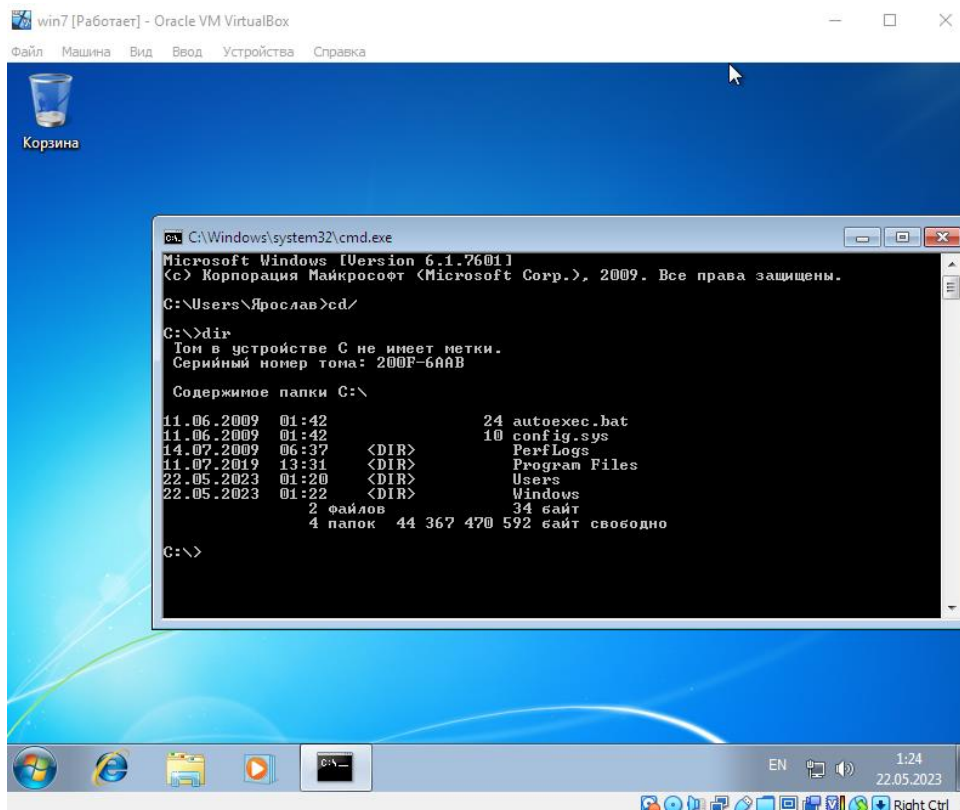 win7 [Работает] - Oracle VM VirtualBox
Файл Машина Вид Ввод Устройства Справка
Корзина
C:\Windows\system32\cmd.exe
Microsoft Windows [Version 6.1.7601]
(c) Корпорация Майкрософт (Microsoft Corp.), 2009. Все права защищены.
C:\Users\Ярослав>cd/
C:\>dir
Том в устройстве C не имеет метки.
Серийный номер тома: 200F-6AAB
Содержимое папки C:\
11.06.2009 01:42 24 autoexec.bat
11.06.2009 01:42 10 config.sys
14.07.2009 06:37 <DIR> PerfLogs
11.07.2019 13:31 <DIR> Program Files
22.05.2023 01:20 <DIR> Users
22.05.2023 01:22 <DIR> Windows
2 файлов 34 байт
4 папок 44 367 470 592 байт свободно
C:\>
EN 1:24
22.05.2023
Right Ctrl